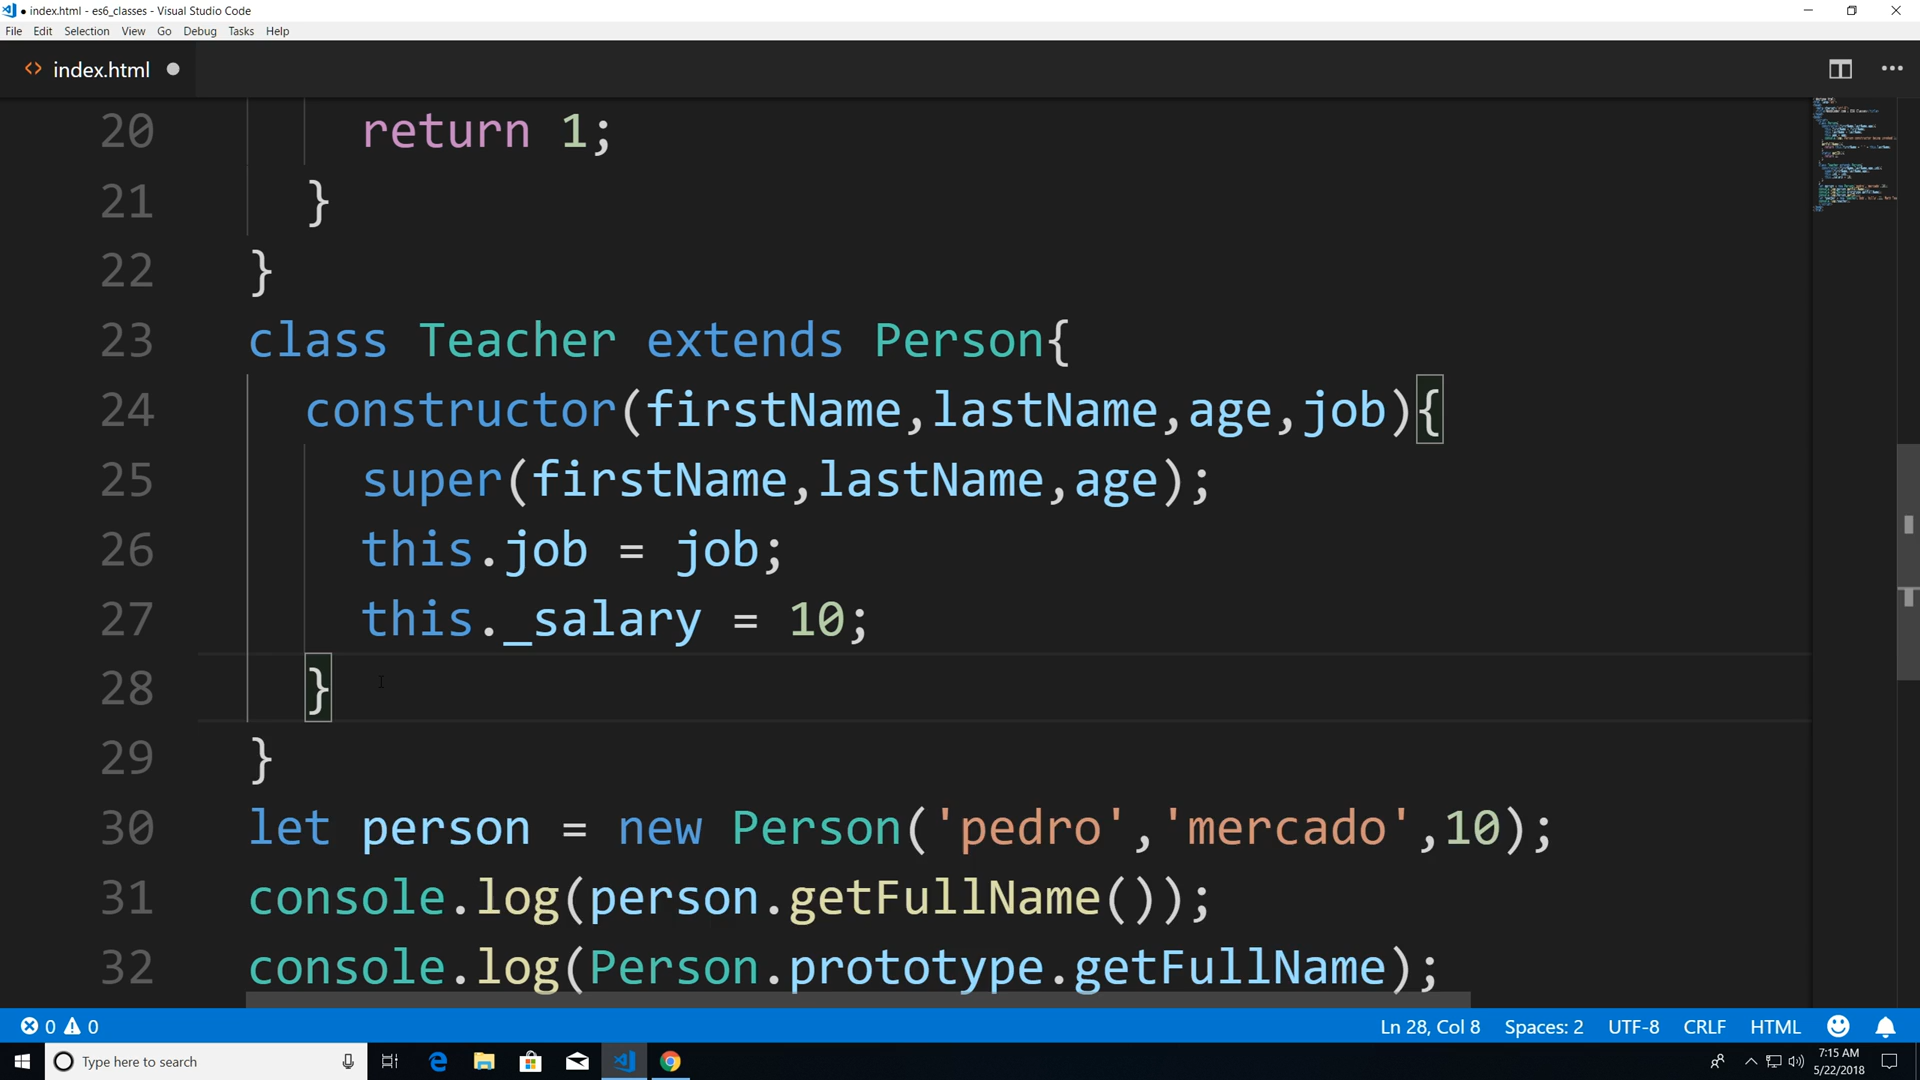 index.html - es6_classes - Visual Studio Code
File Edit Selection View Go Debug Tasks Help
index.html
20 return 1;
21 }
22 }
23 class Teacher extends Person{
24 constructor(firstName,lastName,age,job){
25 super(firstName,lastName,age);
26 this.job = job;
27 this._salary = 10;
28 }
29 }
30 let person = new Person('pedro','mercado',10);
31 console.log(person.getFullName());
32 console.log(Person.prototype.getFullName);
0 0 Ln 28, Col 8 Spaces: 2 UTF-8 CRLF HTML
Type here to search
7:15 AM
5/22/2018